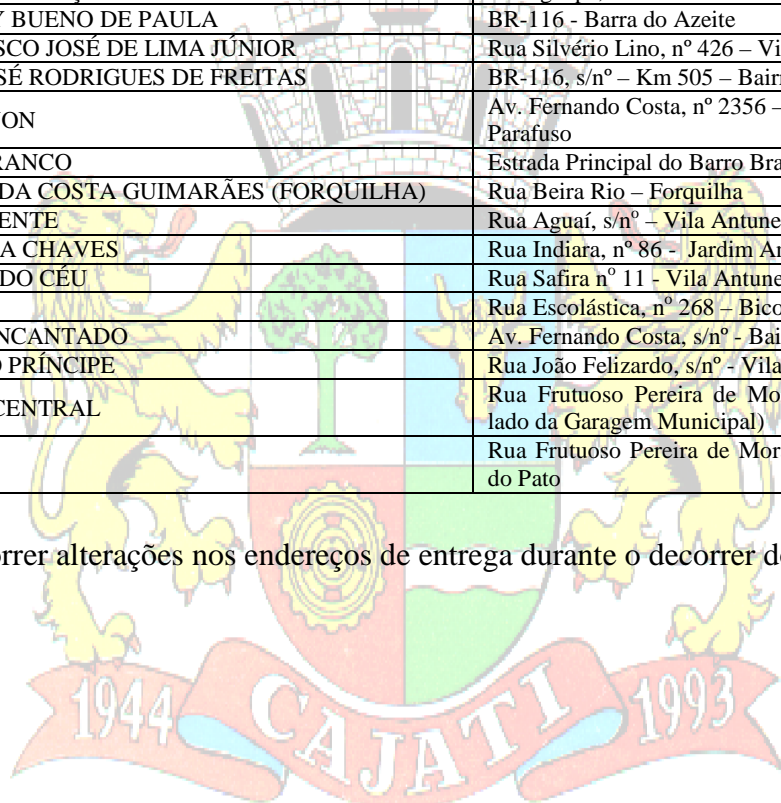 Y BUENO DE PAULA BR-116 - Barra do Azeite
SCO JOSÉ DE LIMA JÚNIOR Rua Silvério Lino, nº 426 – Vi
SÉ RODRIGUES DE FREITAS BR-116, s/nº – Km 505 – Bairr
Av. Fernando Costa, nº 2356 –
NON
Parafuso
RANCO Estrada Principal do Barro Bra
DA COSTA GUIMARÃES (FORQUILHA) Rua Beira Rio – Forquilha
ENTE Rua Aguaí, s/nº – Vila Antune
A CHAVES Rua Indiara, nº 86 - Jardim An
DO CÉU Rua Safira nº 11 - Vila Antune
Rua Escolástica, nº 268 – Bico
NCANTADO Av. Fernando Costa, s/nº - Bai
O PRÍNCIPE Rua João Felizardo, s/nº - Vila
CENTRAL Rua Frutuoso Pereira de Mo
lado da Garagem Municipal)
Rua Frutuoso Pereira de Mor
do Pato
orrer alterações nos endereços de entrega durante o decorrer d
1944 CAJATI 1993